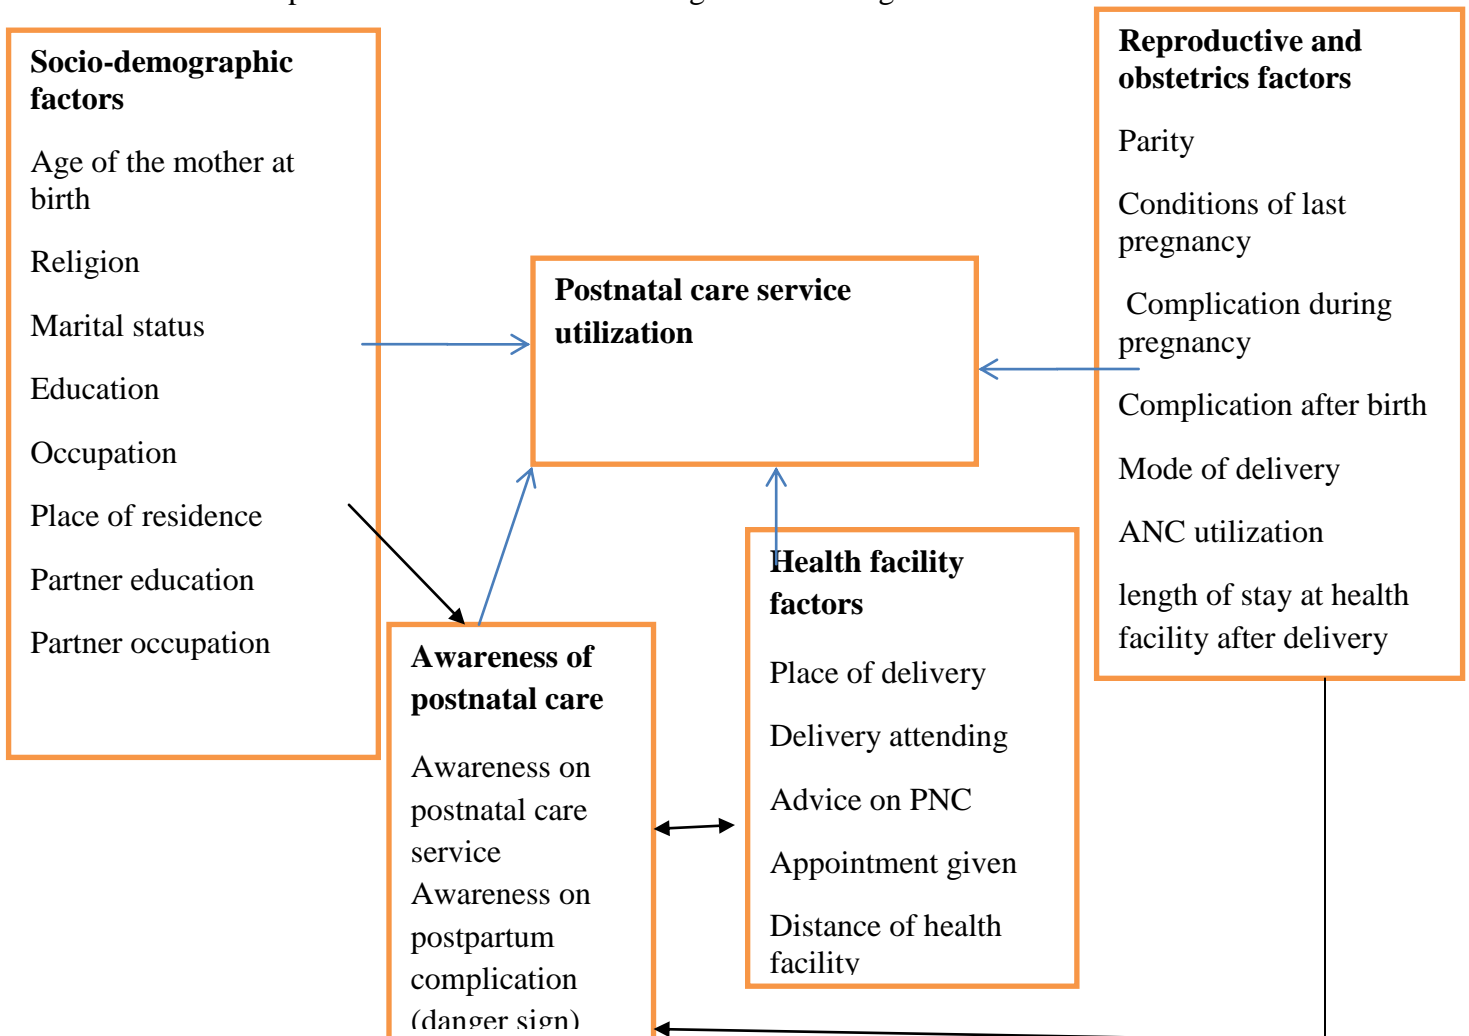 Socio-demographic
factors
Age of the mother at
birth
Religion
Marital status
Education
Occupation
Place of residence
Partner education
Partner occupation
Postnatal care service
utilization
Reproductive and
obstetrics factors
Parity
Conditions of last
pregnancy
Complication during
pregnancy
Complication after birth
Mode of delivery
ANC utilization
length of stay at health
facility after delivery
Awareness of
postnatal care
Awareness on
postnatal care
service
Awareness on
postpartum
complication
(danger sign)
Health facility
factors
Place of delivery
Delivery attending
Advice on PNC
Appointment given
Distance of health
facility